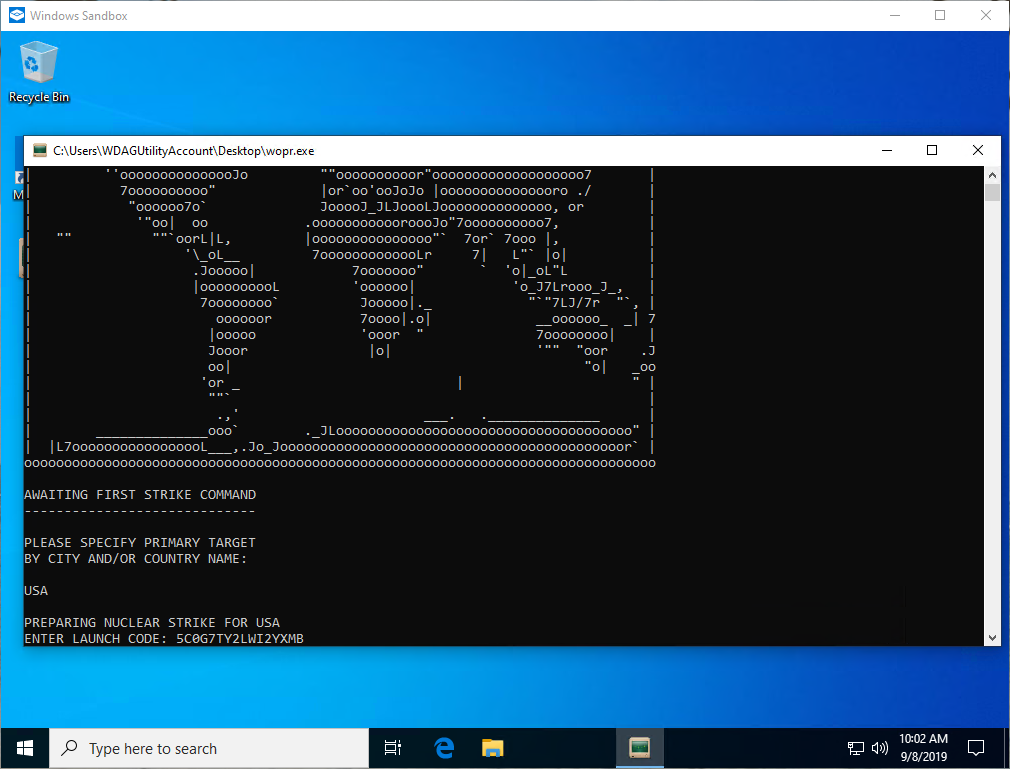 Windows Sandbox
Recycle Bin
C:\Users\WDAGUtilityAccount\Desktop\wopr.exe
AWAITING FIRST STRIKE COMMAND
-----------------------------
PLEASE SPECIFY PRIMARY TARGET
BY CITY AND/OR COUNTRY NAME:
USA
PREPARING NUCLEAR STRIKE FOR USA
ENTER LAUNCH CODE: 5C0G7TY2LWI2YXMB
Type here to search
10:02 AM
9/8/2019